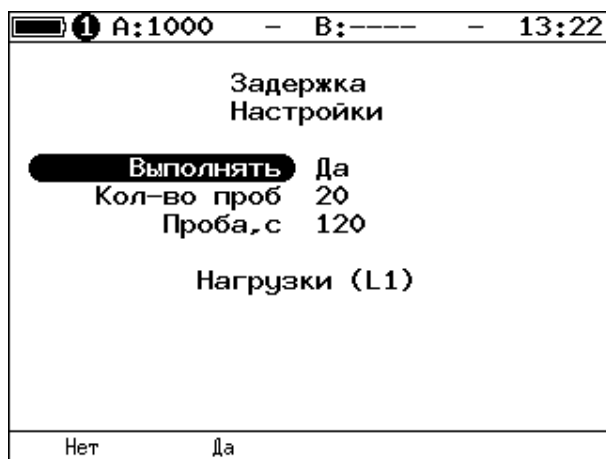 1 A:1000 – B:---- – 13:22
Задержка
Настройки
Выполнять Да
Кол-во проб 20
Проба,с 120
Нагрузки (L1)
Нет Да